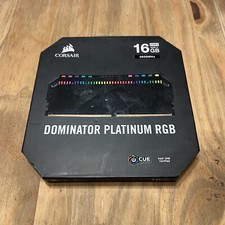 CORSAIR
16GB
DOMINATOR PLATINUM RGB
CUE